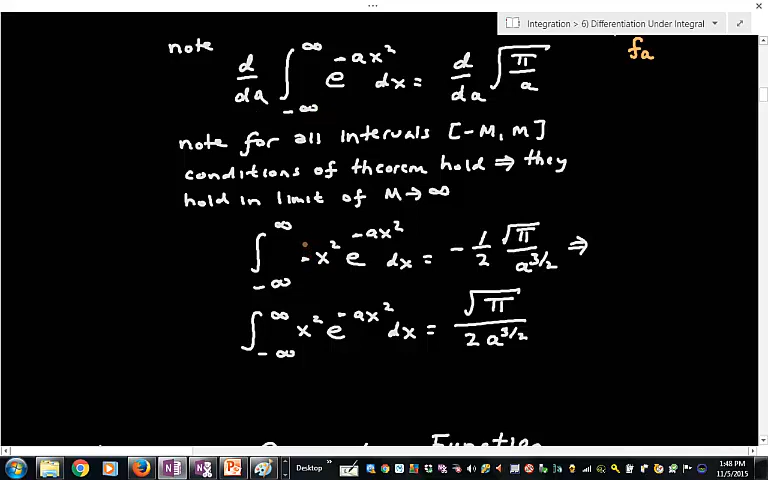 Integration > 6) Differentiation Under Integral
note
d/da ∫_{-∞}^{∞} e^{-ax²} dx = d/da √(π/a)
fa
note for all intervals [-M, M]
conditions of theorem hold ⇒ they
hold in limit of M → ∞
∫_{-∞}^{∞} -x² e^{-ax²} dx = -1/2 √π/a^{3/2} ⇒
∫_{-∞}^{∞} x² e^{-ax²} dx = √π/(2a^{3/2})
Function
Desktop
1:48 PM
11/5/2015